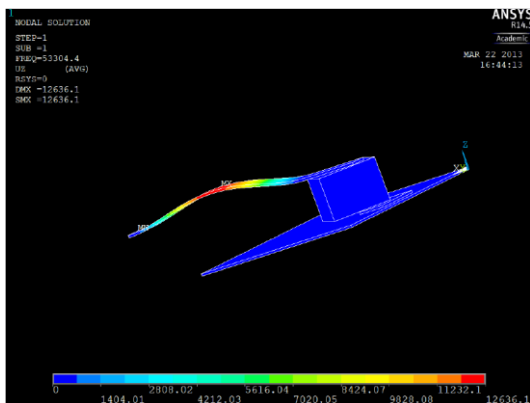 1
NODAL SOLUTION
STEP=1
SUB =1
FREQ=53304.4
UZ (AVG)
RSYS=0
DMX =12636.1
SMX =12636.1
ANSYS
R14.5
Academic
MAR 22 2013
16:44:13
Z
X
MX
MN
0 2808.02 5616.04 8424.07 11232.1
1404.01 4212.03 7020.05 9828.08 12636.1